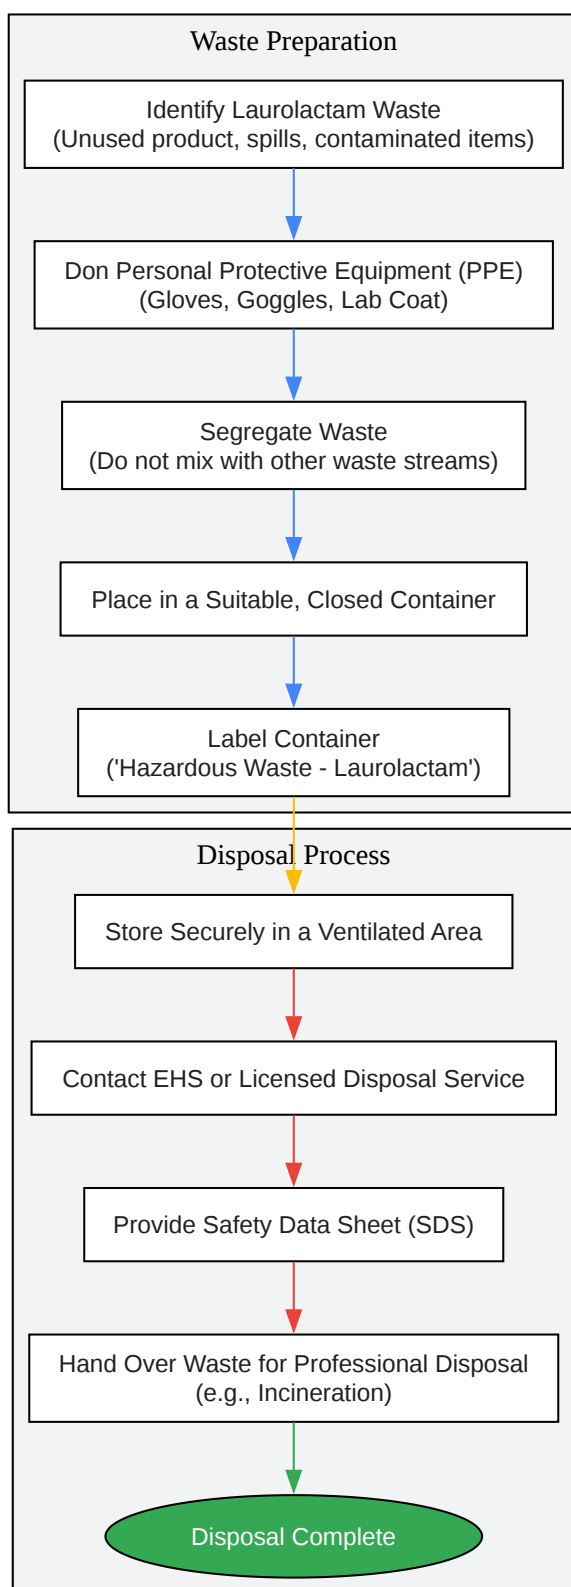 Waste Preparation
Identify Laurolactam Waste
(Unused product, spills, contaminated items)
Don Personal Protective Equipment (PPE)
(Gloves, Goggles, Lab Coat)
Segregate Waste
(Do not mix with other waste streams)
Place in a Suitable, Closed Container
Label Container
('Hazardous Waste - Laurolactam')
Disposal Process
Store Securely in a Ventilated Area
Contact EHS or Licensed Disposal Service
Provide Safety Data Sheet (SDS)
Hand Over Waste for Professional Disposal
(e.g., Incineration)
Disposal Complete